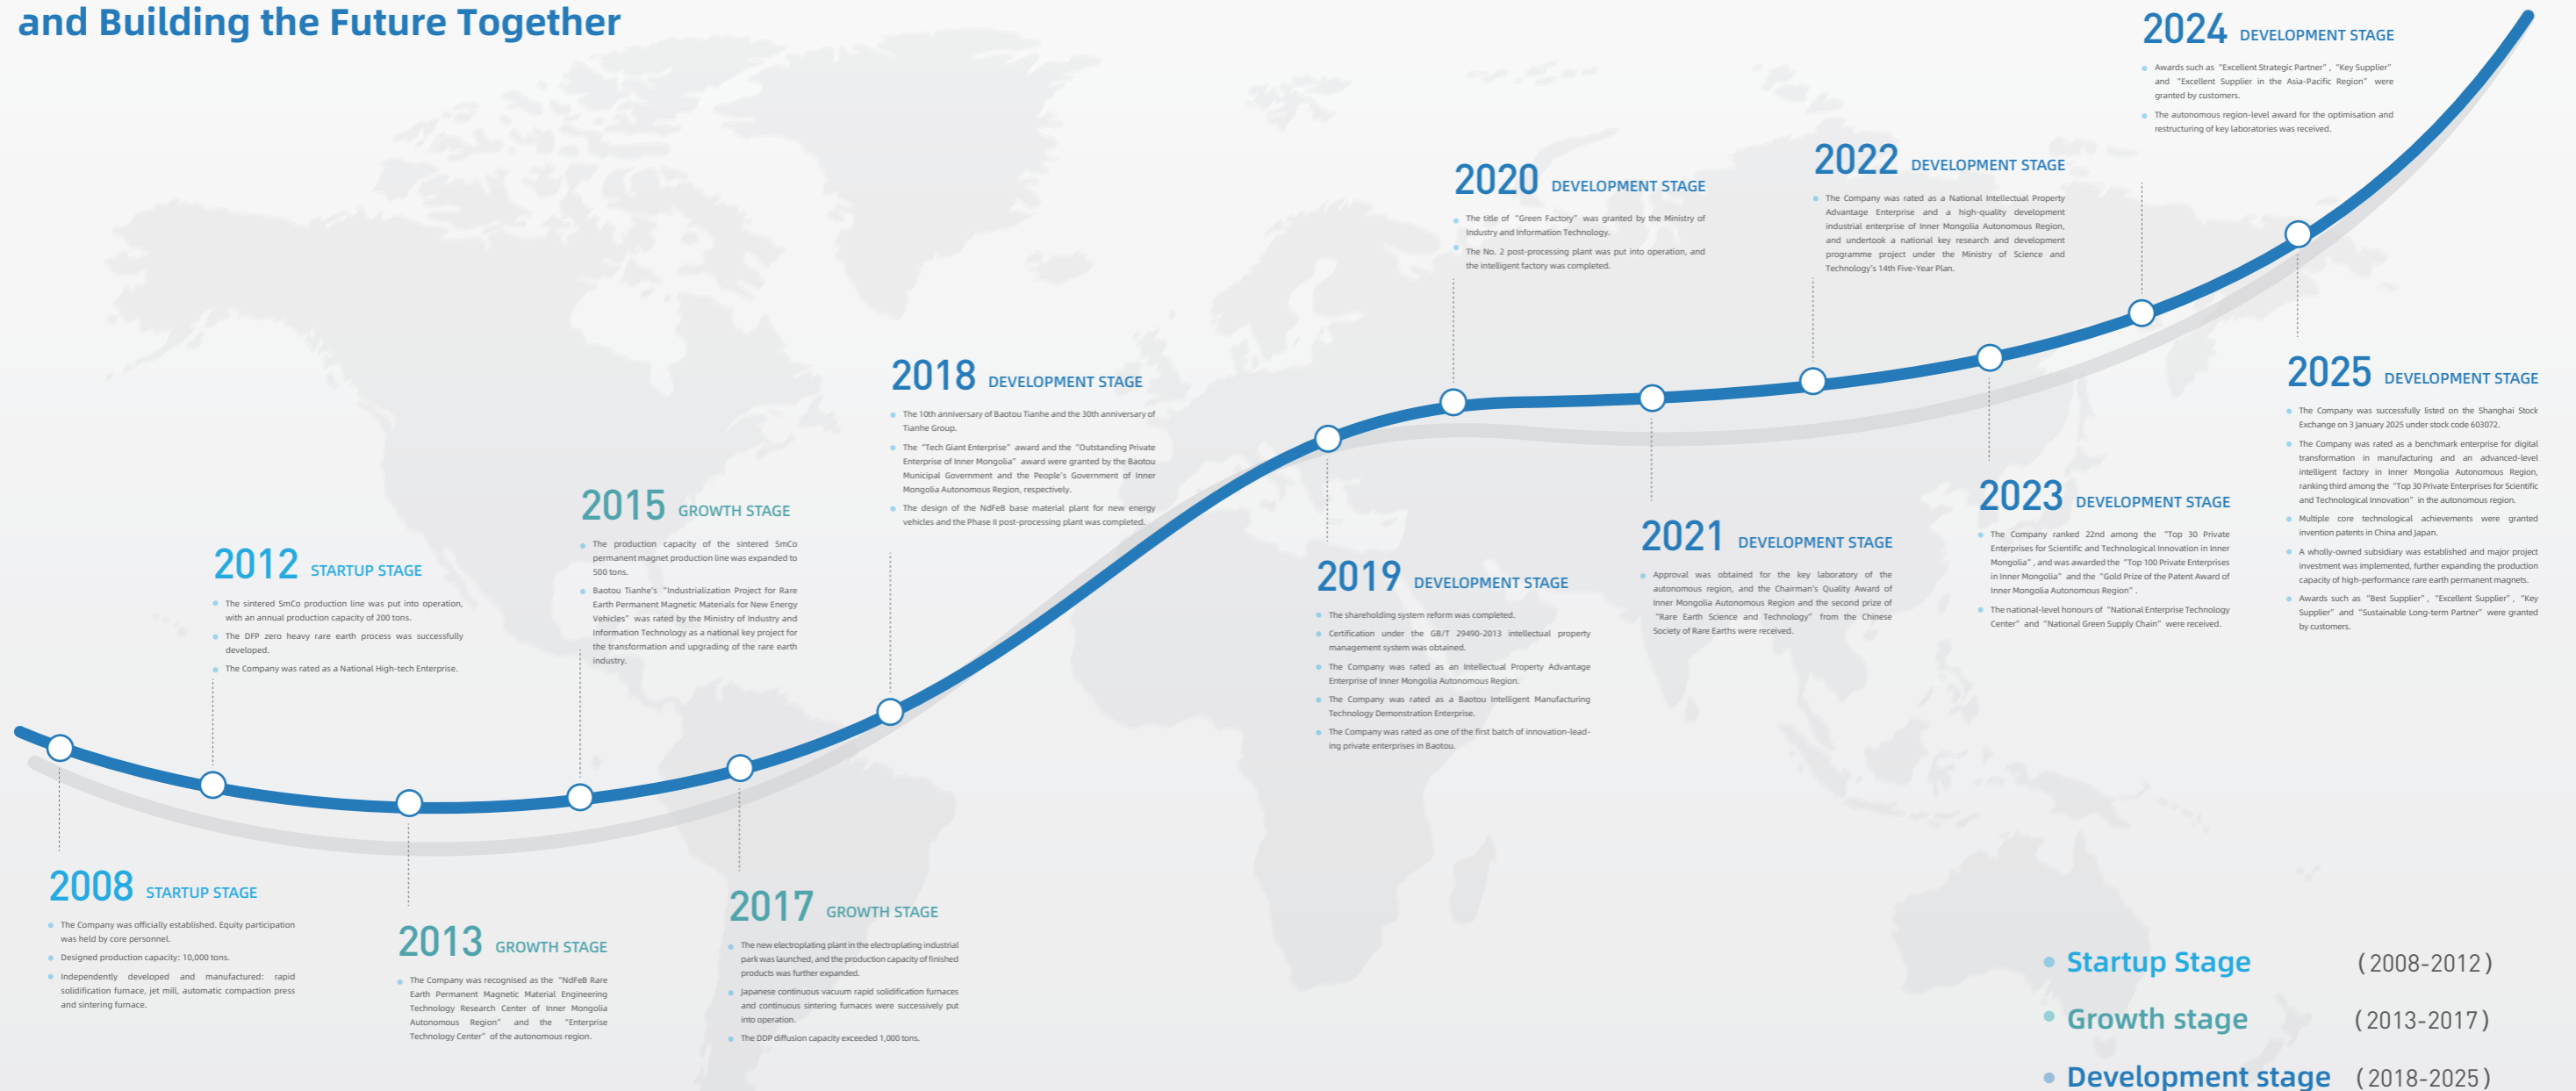 and Building the Future Together
2008 STARTUP STAGE
The Company was officially established. Equity participation
was held by core personnel.
Designed production capacity: 10,000 tons.
Independently developed and manufactured: rapid
solidification furnace, jet mill, automatic compaction press
and sintering furnace.
2012 STARTUP STAGE
The sintered SmCo production line was put into operation,
with an annual production capacity of 200 tons.
The DFP zero heavy rare earth process was successfully
developed.
The Company was rated as a National High-tech Enterprise.
2013 GROWTH STAGE
The Company was recognised as the "NdFeB Rare
Earth Permanent Magnetic Material Engineering
Technology Research Center of Inner Mongolia
Autonomous Region" and the "Enterprise
Technology Center" of the autonomous region.
2015 GROWTH STAGE
The production capacity of the sintered SmCo
permanent magnet production line was expanded to
500 tons.
Baotou Tianhe's "Industrialization Project for Rare
Earth Permanent Magnetic Materials for New Energy
Vehicles" was rated by the Ministry of Industry and
Information Technology as a national key project for
the transformation and upgrading of the rare earth
industry.
2017 GROWTH STAGE
The new electroplating plant in the electroplating industrial
park was launched, and the production capacity of finished
products was further expanded.
Japanese continuous vacuum rapid solidification furnaces
and continuous sintering furnaces were successively put
into operation.
The DDP diffusion capacity exceeded 1,000 tons.
2018 DEVELOPMENT STAGE
The 10th anniversary of Baotou Tianhe and the 30th anniversary of
Tianhe Group.
The "Tech Giant Enterprise" award and the "Outstanding Private
Enterprise of Inner Mongolia" award were granted by the Baotou
Municipal Government and the People's Government of Inner
Mongolia Autonomous Region, respectively.
The design of the NdFeB base material plant for new energy
vehicles and the Phase II post-processing plant was completed.
2019 DEVELOPMENT STAGE
The shareholding system reform was completed.
Certification under the GB/T 29490-2013 intellectual property
management system was obtained.
The Company was rated as an Intellectual Property Advantage
Enterprise of Inner Mongolia Autonomous Region.
The Company was rated as a Baotou Intelligent Manufacturing
Technology Demonstration Enterprise.
The Company was rated as one of the first batch of innovation-lead-
ing private enterprises in Baotou.
2020 DEVELOPMENT STAGE
The title of "Green Factory" was granted by the Ministry of
Industry and Information Technology.
The No. 2 post-processing plant was put into operation, and
the intelligent factory was completed.
2021 DEVELOPMENT STAGE
Approval was obtained for the key laboratory of the
autonomous region, and the Chairman's Quality Award of
Inner Mongolia Autonomous Region and the second prize of
"Rare Earth Science and Technology" from the Chinese
Society of Rare Earths were received.
2022 DEVELOPMENT STAGE
The Company was rated as a National Intellectual Property
Advantage Enterprise and a high-quality development
industrial enterprise of Inner Mongolia Autonomous Region,
and undertook a national key research and development
programme project under the Ministry of Science and
Technology's 14th Five-Year Plan.
2023 DEVELOPMENT STAGE
The Company ranked 22nd among the "Top 30 Private
Enterprises for Scientific and Technological Innovation in Inner
Mongolia", and was awarded the "Top 100 Private Enterprises
in Inner Mongolia" and the "Gold Prize of the Patent Award of
Inner Mongolia Autonomous Region".
The national-level honours of "National Enterprise Technology
Center" and "National Green Supply Chain" were received.
2024 DEVELOPMENT STAGE
Awards such as "Excellent Strategic Partner", "Key Supplier"
and "Excellent Supplier in the Asia-Pacific Region" were
granted by customers.
The autonomous region-level award for the optimisation and
restructuring of key laboratories was received.
2025 DEVELOPMENT STAGE
The Company was successfully listed on the Shanghai Stock
Exchange on 3 January 2025 under stock code 603072.
The Company was rated as a benchmark enterprise for digital
transformation in manufacturing and an advanced-level
intelligent factory in Inner Mongolia Autonomous Region,
ranking third among the "Top 30 Private Enterprises for Scientific
and Technological Innovation" in the autonomous region.
Multiple core technological achievements were granted
invention patents in China and Japan.
A wholly-owned subsidiary was established and major project
investment was implemented, further expanding the production
capacity of high-performance rare earth permanent magnets.
Awards such as "Best Supplier", "Excellent Supplier", "Key
Supplier" and "Sustainable Long-term Partner" were granted
by customers.
Startup Stage (2008-2012)
Growth stage (2013-2017)
Development stage (2018-2025)